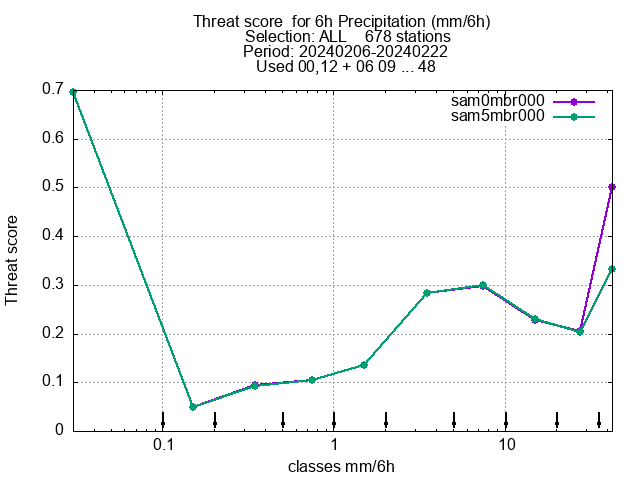 Threat score  for 6h Precipitation (mm/6h)
Selection: ALL    678 stations
Period: 20240206-20240222
Used 00,12 + 06 09 ... 48
sam0mbr000
sam5mbr000
Threat score
0.7
0.6
0.5
0.4
0.3
0.2
0.1
0
0.1 1 10
classes mm/6h